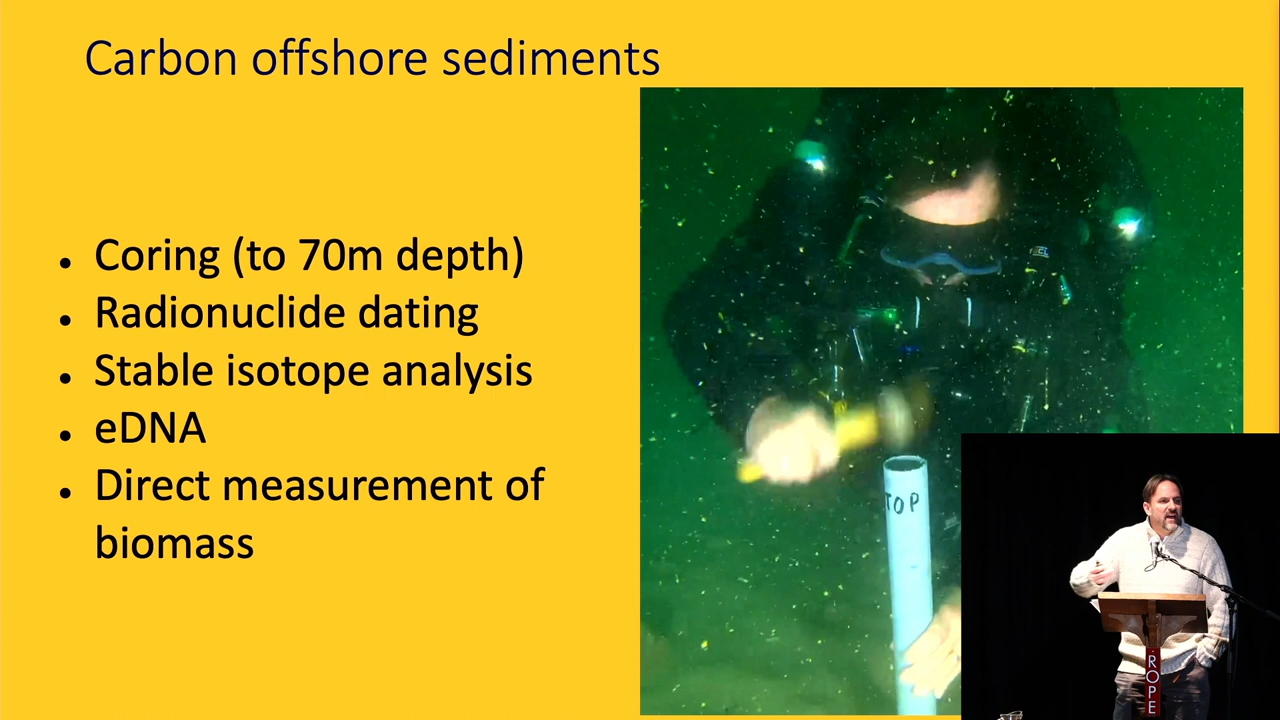 Carbon offshore sediments
Coring (to 70m depth)
Radionuclide dating
Stable isotope analysis
eDNA
Direct measurement of
biomass
TOP
ROPE